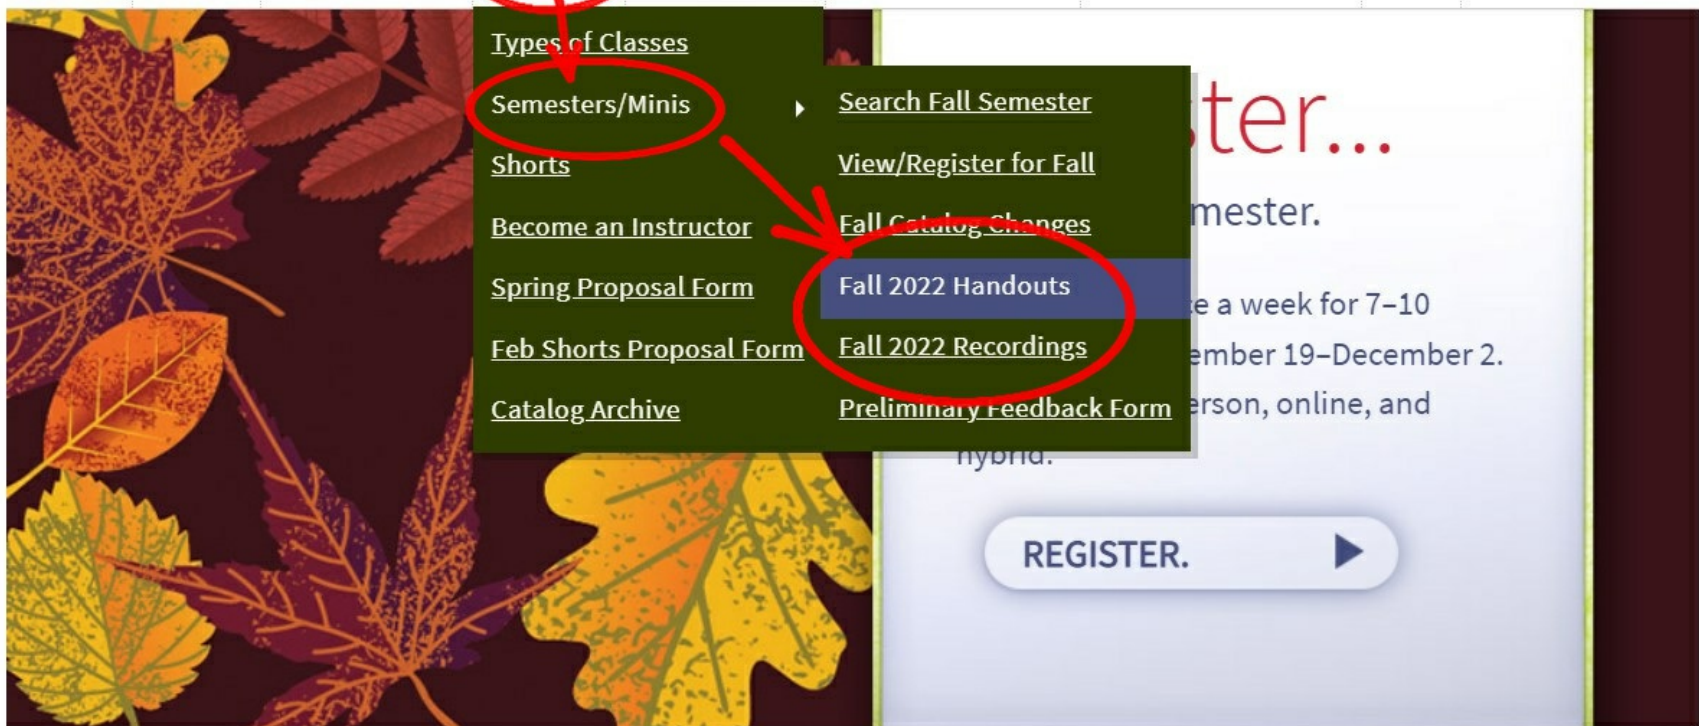 Types of Classes
Semesters/Minis
Shorts
Become an Instructor
Spring Proposal Form
Feb Shorts Proposal Form
Catalog Archive
Search Fall Semester
View/Register for Fall
Fall Catalog Changes
Fall 2022 Handouts
Fall 2022 Recordings
Preliminary Feedback Form
ter...
mester.
e a week for 7–10
ember 19–December 2.
erson, online, and
hybrid.
REGISTER.